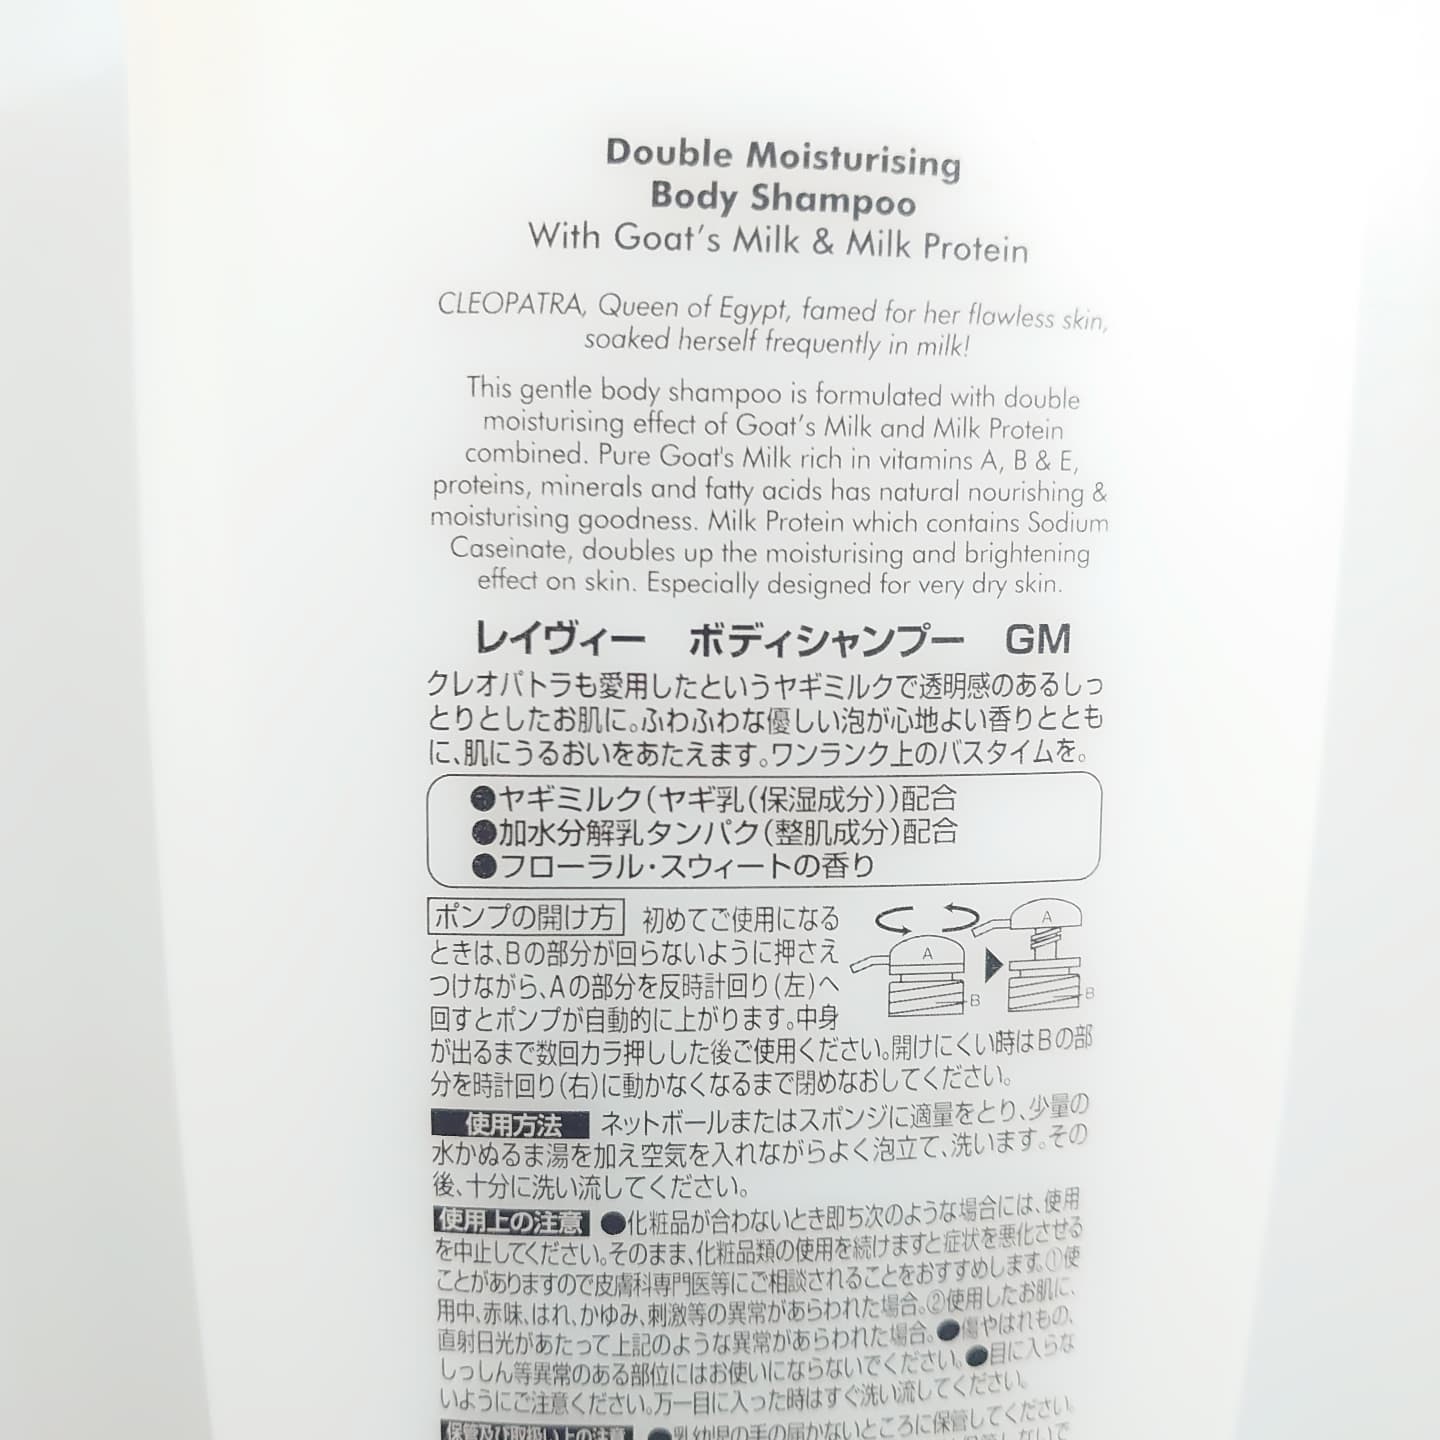 Double Moisturising
Body Shampoo
With Goat's Milk & Milk Protein
CLEOPATRA, Queen of Egypt, famed for her flawless skin,
soaked herself frequently in milk!
This gentle body shampoo is formulated with double
moisturising effect of Goat's Milk and Milk Protein
combined. Pure Goat's Milk rich in vitamins A, B & E,
proteins, minerals and fatty acids has natural nourishing &
moisturising goodness. Milk Protein which contains Sodium
Caseinate, doubles up the moisturising and brightening
effect on skin. Especially designed for very dry skin.
レイヴィー ボディシャンプー GM
クレオパトラも愛用したというヤギミルクで透明感のあるしっ
とりとしたお肌に。ふわふわな優しい泡が心地よい香りととも
に、肌にうるおいをあたえます。ワンランク上のバスタイムを。
●ヤギミルク(ヤギ乳(保湿成分))配合
●加水分解乳タンパク(整肌成分)配合
●フローラル・スウィートの香り
ポンプの開け方 初めてご使用になる
ときは、Bの部分が回らないように押さえ
つけながら、Aの部分を反時計回り(左)へ
回すとポンプが自動的に上がります。中身
が出るまで数回カラ押しした後ご使用ください。開けにくい時はBの部
分を時計回り(右)に動かなくなるまで閉めなおしてください。
A
B
A
B
使用方法 ネットボールまたはスポンジに適量をとり、少量の
水かぬるま湯を加え空気を入れながらよく泡立て、洗います。その
後、十分に洗い流してください。
使用上の注意 ●化粧品が合わないとき即ち次のような場合には、使用
を中止してください。そのまま、化粧品類の使用を続けますと症状を悪化させる
ことがありますので皮膚科専門医等にご相談されることをおすすめします。①使
用中、赤味、はれ、かゆみ、刺激等の異常があらわれた場合。②使用したお肌に、
直射日光があたって上記のような異常があらわれた場合。●傷やはれもの、
しっしん等異常のある部位にはお使いにならないでください。●目に入らな
いようにご注意ください。万一目に入った時はすぐ洗い流してください。
保管及び取扱い上の注意 ●乳幼児の手の届かないところに保管してください。